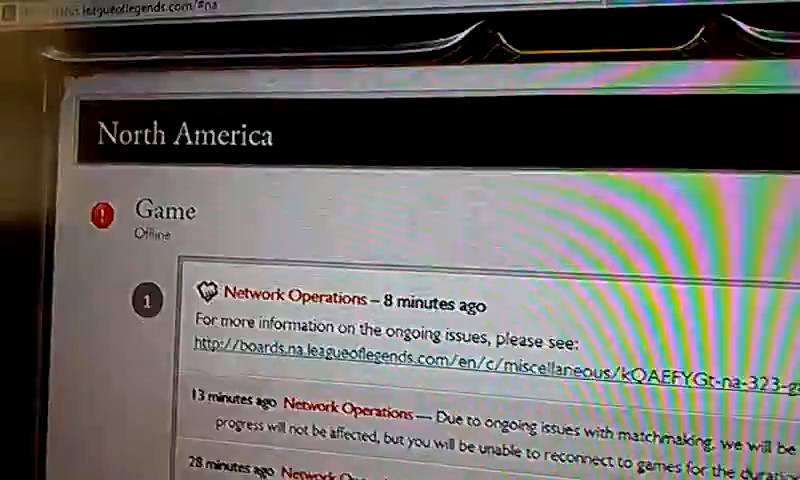 leagueoflegends.com/#na
North America
Game
Offline
1
Network Operations – 8 minutes ago
For more information on the ongoing issues, please see:
http://boards.na.leagueoflegends.com/en/c/miscellaneous/kQAEFYGt-na-323-
13 minutes ago Network Operations — Due to ongoing issues with matchmaking, we will be
progress will not be affected, but you will be unable to reconnect to games for the duration
28 minutes ago Network